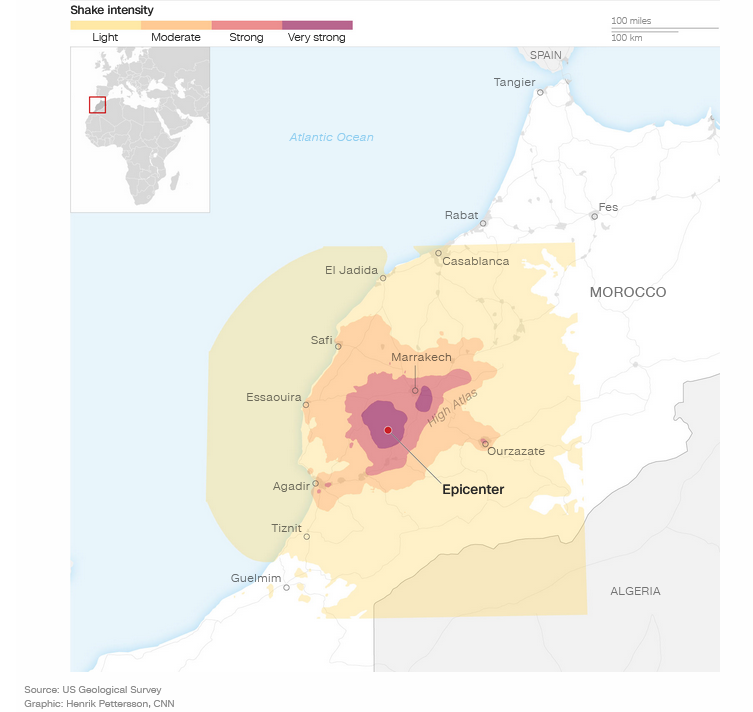 Shake intensity
Light
Moderate
Strong
Very strong
100 miles
100 km
SPAIN
Tangier
Atlantic Ocean
Fes
Rabat
Casablanca
El Jadida
MOROCCO
Safi
Marrakech
Essaouira
High Atlas
Ourzazate
Agadir
Epicenter
Tiznit
Guelmim
ALGERIA
Source: US Geological Survey
Graphic: Henrik Pettersson, CNN